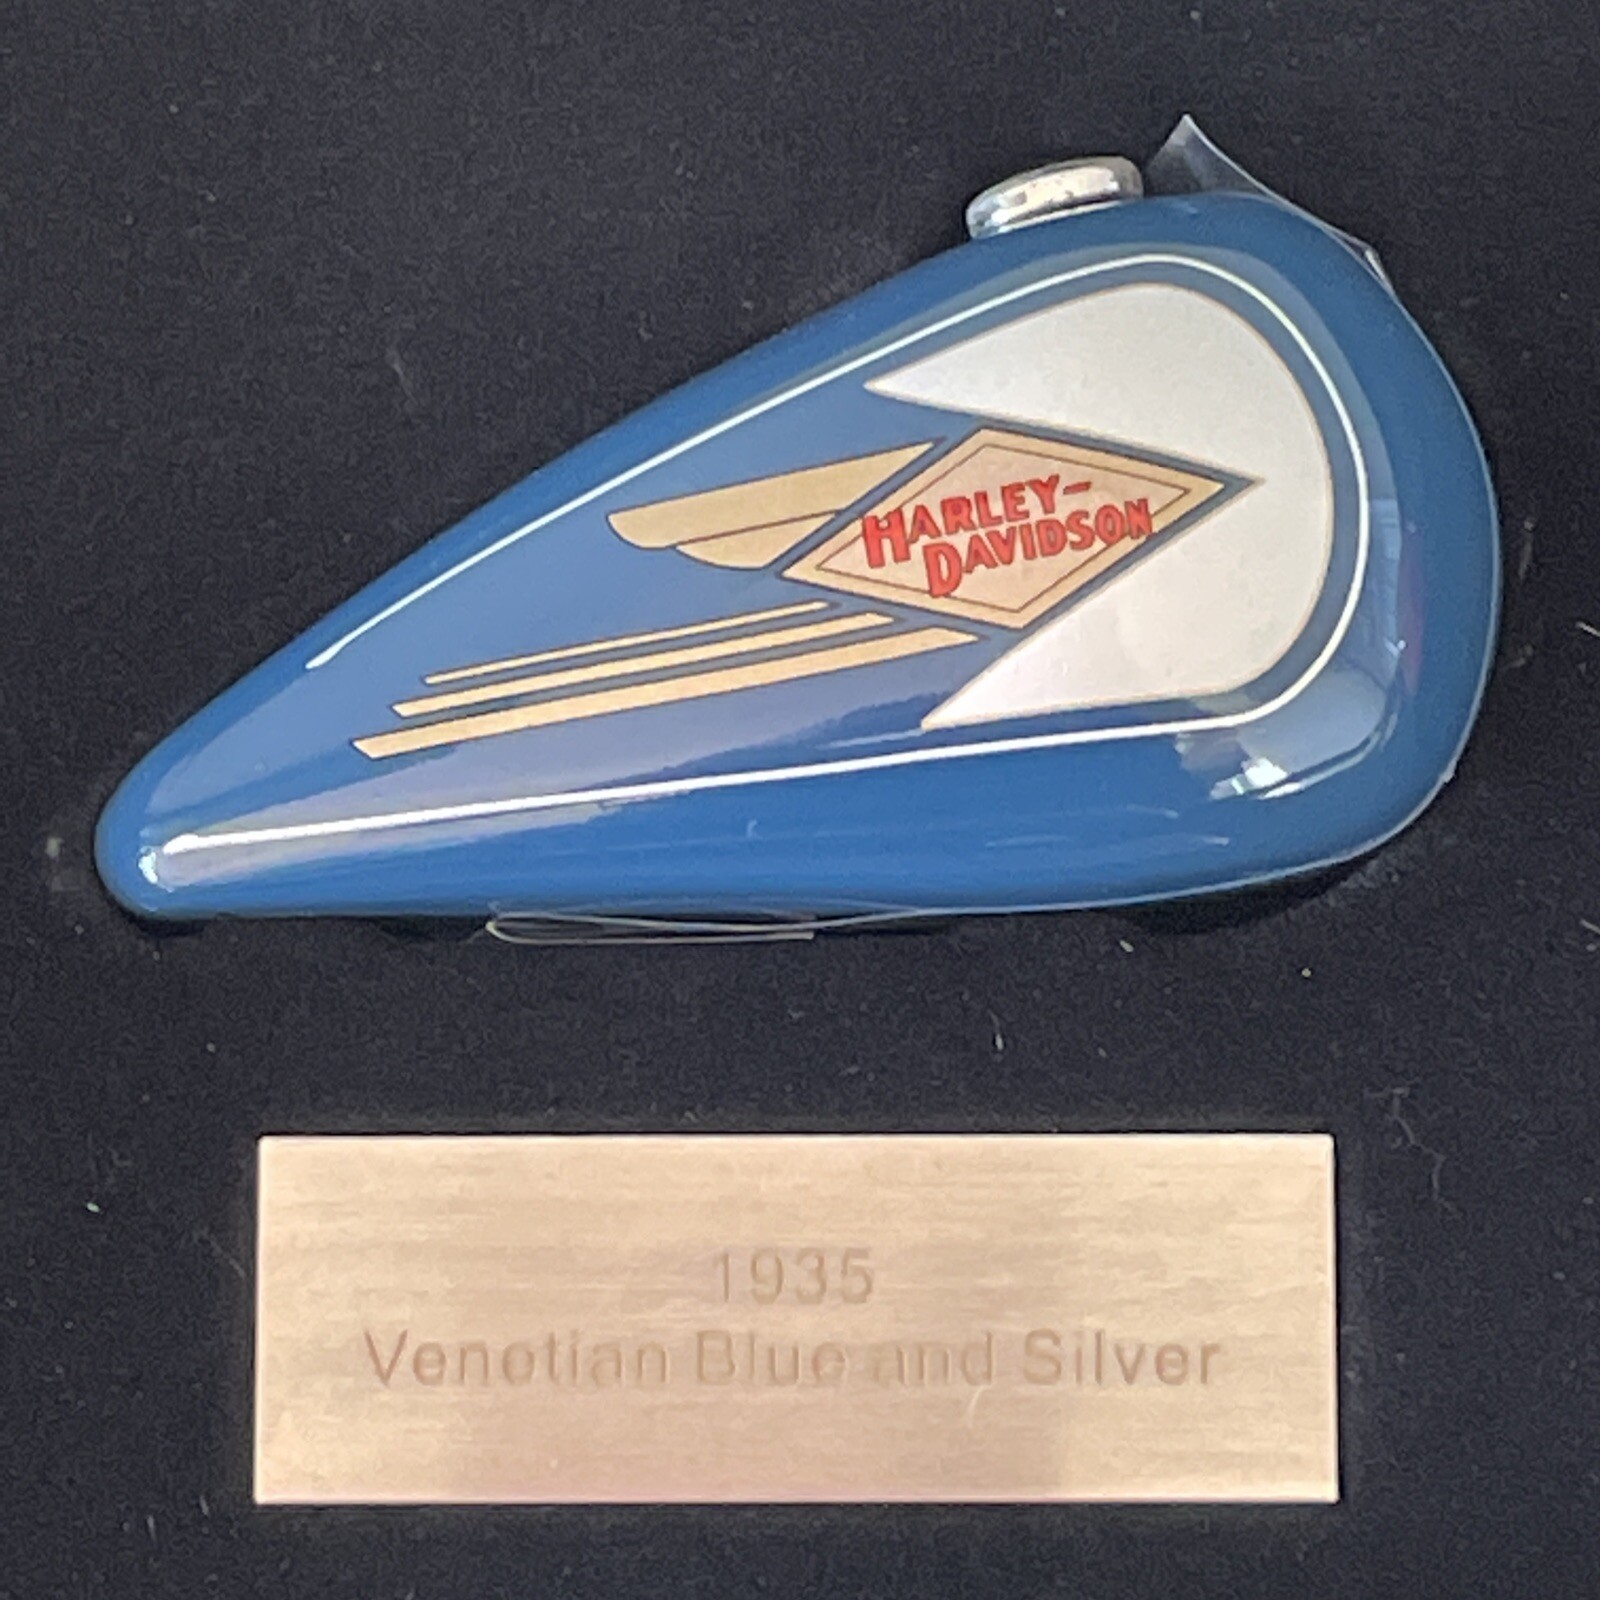 HARLEY-
DAVIDSON
1935
Venetian Blue and Silver